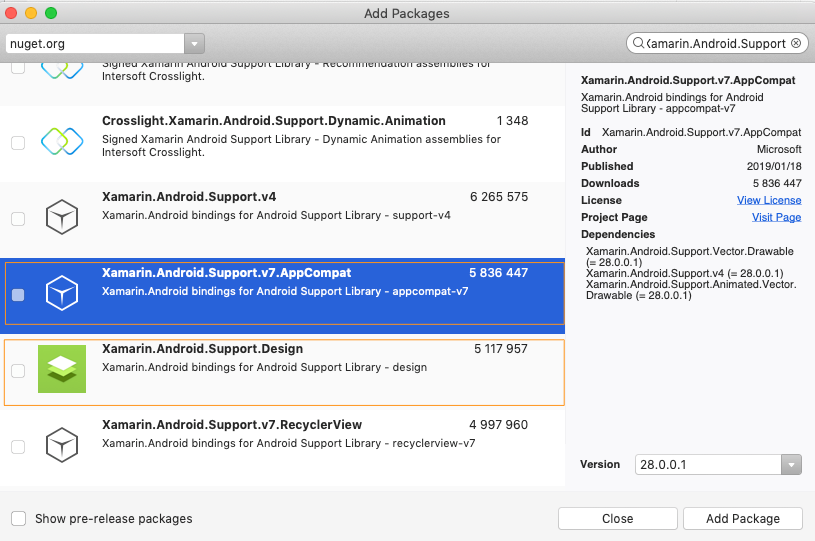 Add Packages
nuget.org
Xamarin.Android.Support
Signed Xamarin Android Support Library - Recommendation assemblies for
Intersoft Crosslight.
Crosslight.Xamarin.Android.Support.Dynamic.Animation 1 348
Signed Xamarin Android Support Library - Dynamic Animation assemblies for
Intersoft Crosslight.
Xamarin.Android.Support.v4 6 265 575
Xamarin.Android bindings for Android Support Library - support-v4
Xamarin.Android.Support.v7.AppCompat 5 836 447
Xamarin.Android bindings for Android Support Library - appcompat-v7
Xamarin.Android.Support.Design 5 117 957
Xamarin.Android bindings for Android Support Library - design
Xamarin.Android.Support.v7.RecyclerView 4 997 960
Xamarin.Android bindings for Android Support Library - recyclerview-v7
Xamarin.Android.Support.v7.AppCompat
Xamarin.Android bindings for Android
Support Library - appcompat-v7
Id Xamarin.Android.Support.v7.AppCompat
Author Microsoft
Published 2019/01/18
Downloads 5 836 447
License View License
Project Page Visit Page
Dependencies
Xamarin.Android.Support.Vector.Drawable
(= 28.0.0.1)
Xamarin.Android.Support.v4 (= 28.0.0.1)
Xamarin.Android.Support.Animated.Vector.
Drawable (= 28.0.0.1)
Version 28.0.0.1
Show pre-release packages
Close
Add Package